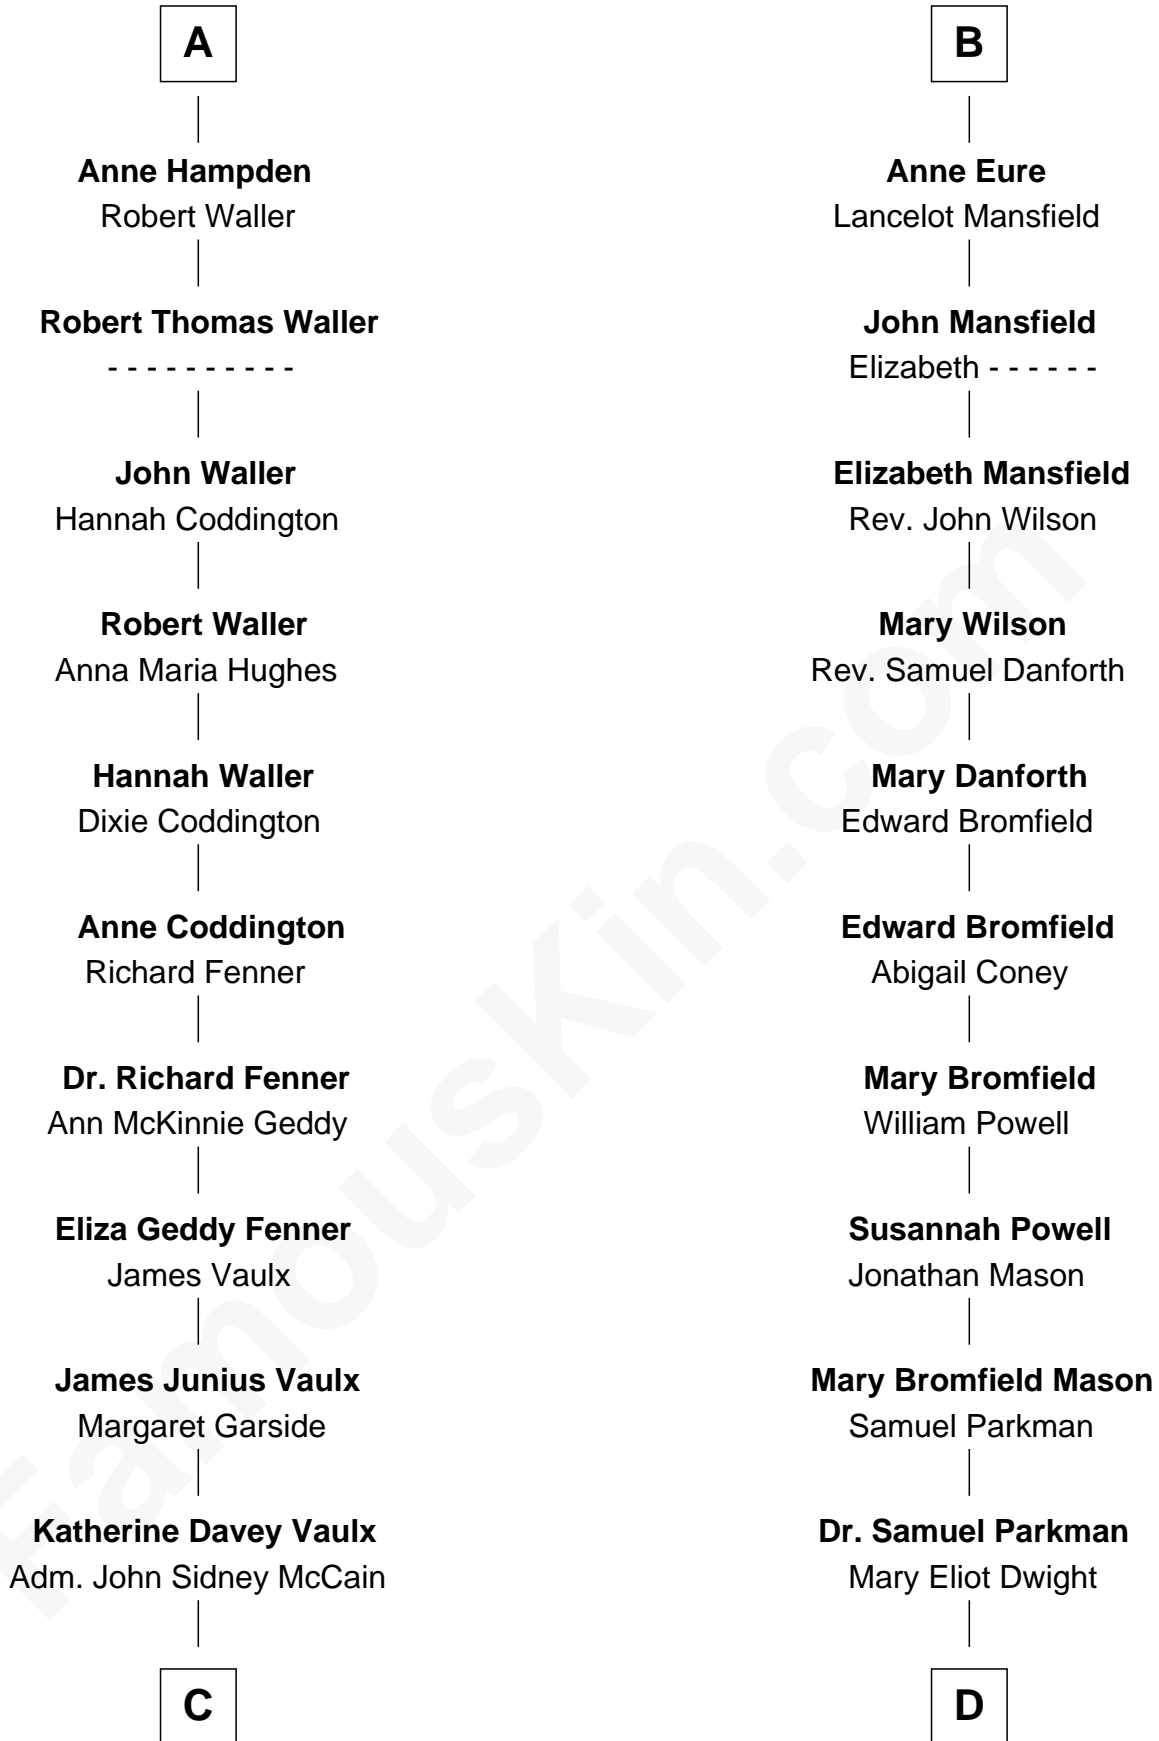 A
Anne Hampden
Robert Waller
Robert Thomas Waller
- - - - - - - - - -
John Waller
Hannah Coddington
Robert Waller
Anna Maria Hughes
Hannah Waller
Dixie Coddington
Anne Coddington
Richard Fenner
Dr. Richard Fenner
Ann McKinnie Geddy
Eliza Geddy Fenner
James Vaulx
James Junius Vaulx
Margaret Garside
Katherine Davey Vaulx
Adm. John Sidney McCain
C
B
Anne Eure
Lancelot Mansfield
John Mansfield
Elizabeth - - - - - -
Elizabeth Mansfield
Rev. John Wilson
Mary Wilson
Rev. Samuel Danforth
Mary Danforth
Edward Bromfield
Edward Bromfield
Abigail Coney
Mary Bromfield
William Powell
Susannah Powell
Jonathan Mason
Mary Bromfield Mason
Samuel Parkman
Dr. Samuel Parkman
Mary Eliot Dwight
D
FamousKin.com